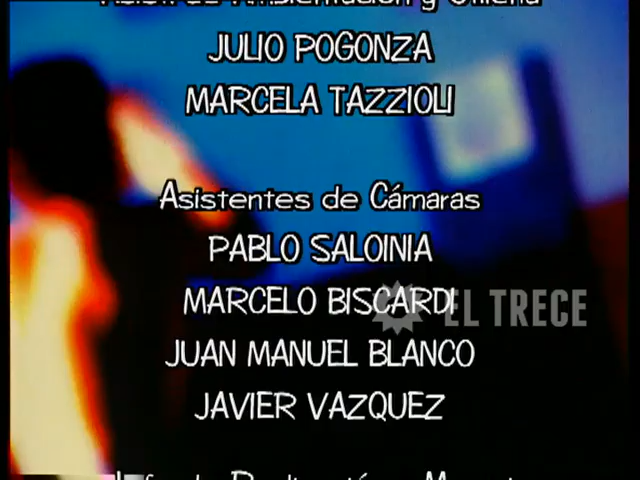 JULIO POGONZA
MARCELA TAZZIOLI
Asistentes de Cámaras
PABLO SALOINIA
MARCELO BISCARDI
EL TRECE
JUAN MANUEL BLANCO
JAVIER VAZQUEZ